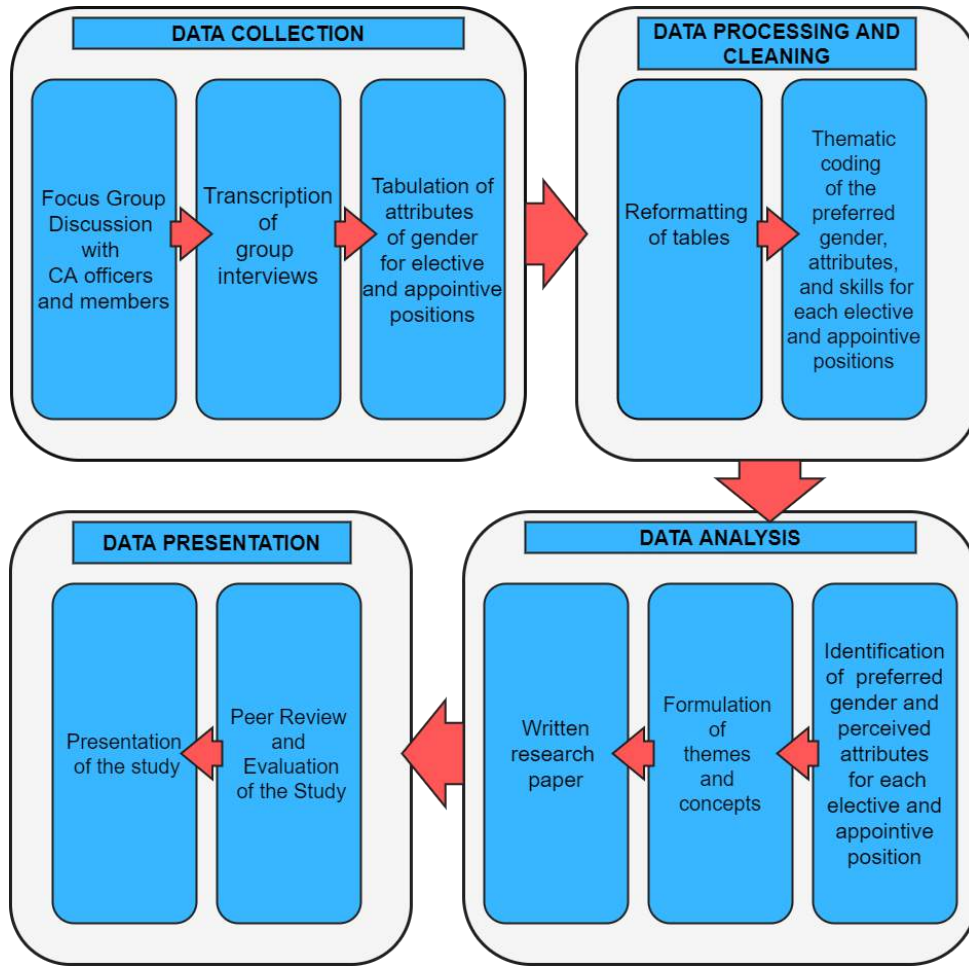 DATA COLLECTION
Focus Group
Discussion
with
CA officers
and members
Transcription
of
group
interviews
Tabulation of
attributes
of gender
for elective
and appointive
positions
DATA PROCESSING AND
CLEANING
Reformatting
of tables
Thematic
coding
of the
preferred
gender,
attributes,
and skills for
each elective
and appointive
positions
DATA ANALYSIS
Identification
of preferred
gender and
perceived
attributes
for each
elective and
appointive
position
Formulation
of
themes
and
concepts
Written
research
paper
DATA PRESENTATION
Peer Review
and
Evaluation
of the Study
Presentation
of the study